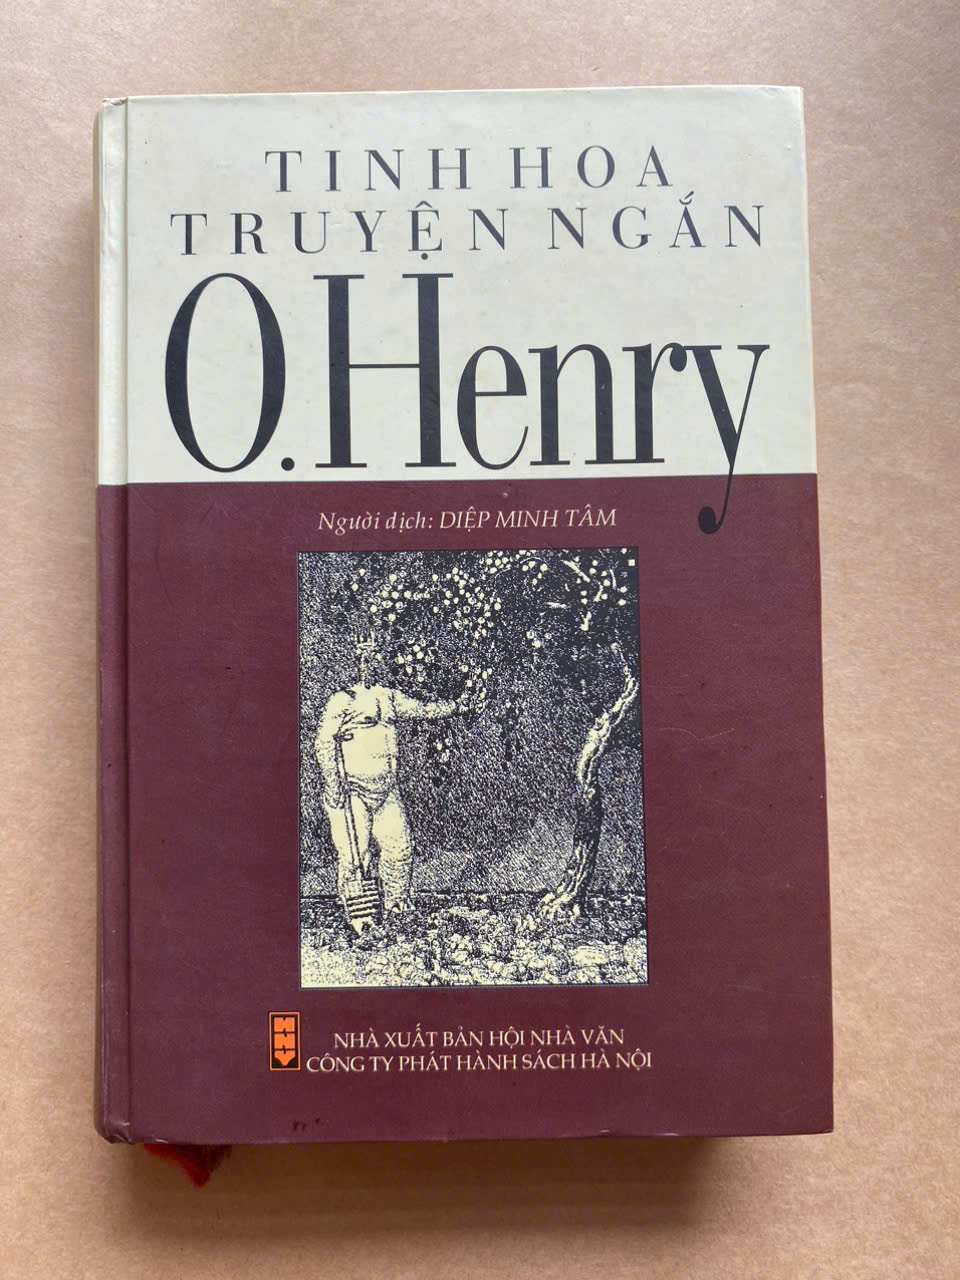 TINH HOA
TRUYỆN NGẮN
O.Henry
Người dịch: DIỆP MINH TÂM
NHÀ XUẤT BẢN HỘI NHÀ VĂN
CÔNG TY PHÁT HÀNH SÁCH HÀ NỘI